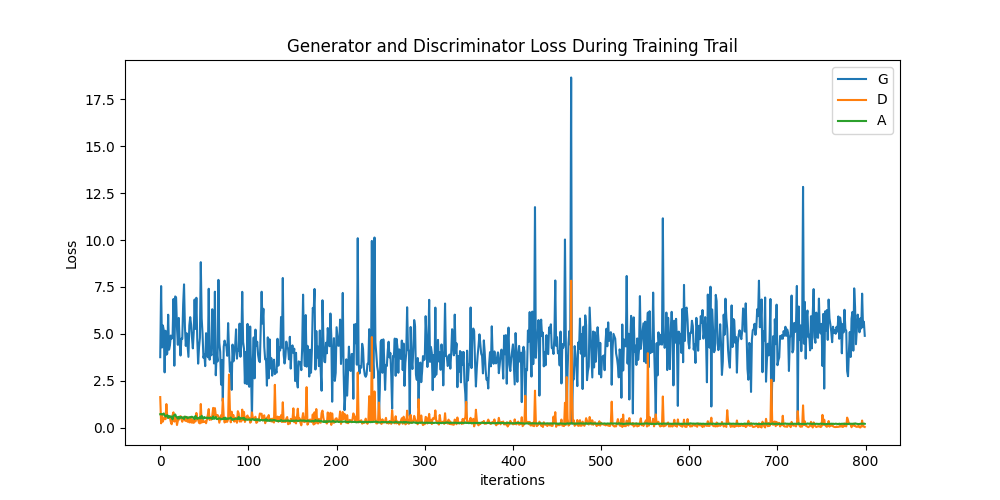 Generator and Discriminator Loss During Training Trail
G
D
A
17.5
15.0
12.5
10.0
7.5
5.0
2.5
0.0
Loss
0 100 200 300 400 500 600 700 800
iterations